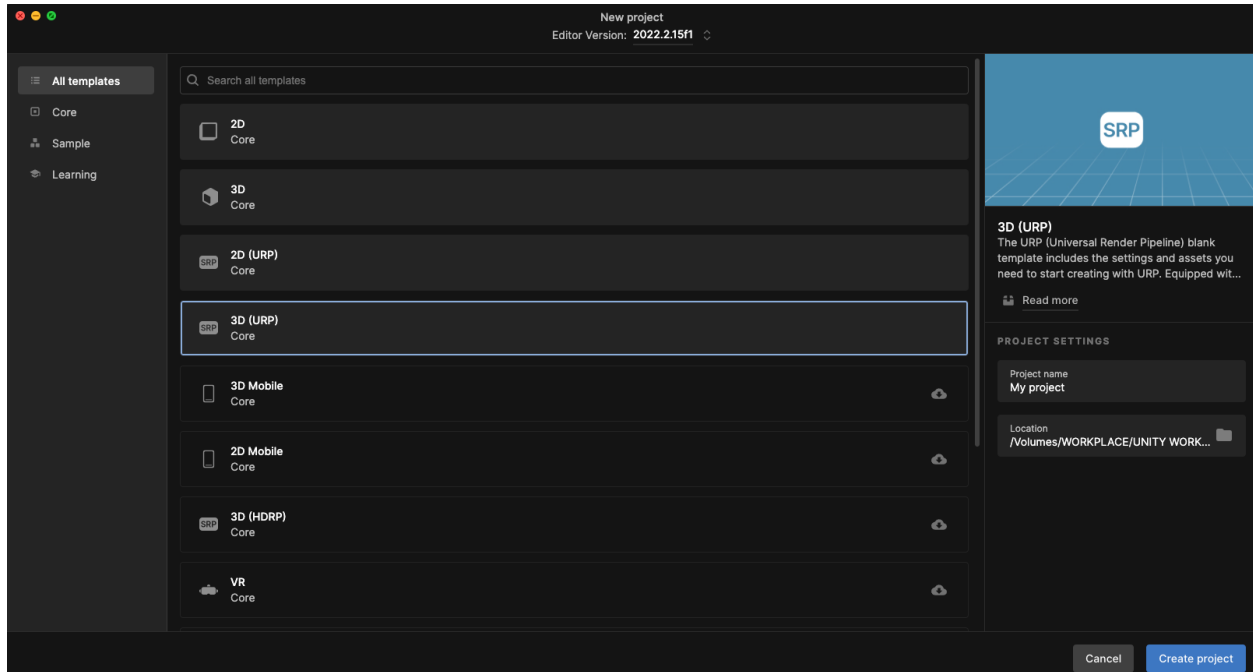 New project
Editor Version: 2022.2.15f1
All templates
Core
Sample
Learning
Search all templates
2D
Core
3D
Core
SRP
2D (URP)
Core
SRP
3D (URP)
Core
3D Mobile
Core
2D Mobile
Core
SRP
3D (HDRP)
Core
VR
Core
SRP
3D (URP)
The URP (Universal Render Pipeline) blank
template includes the settings and assets you
need to start creating with URP. Equipped wit...
Read more
PROJECT SETTINGS
Project name
My project
Location
/Volumes/WORKPLACE/UNITY WORK...
Cancel
Create project